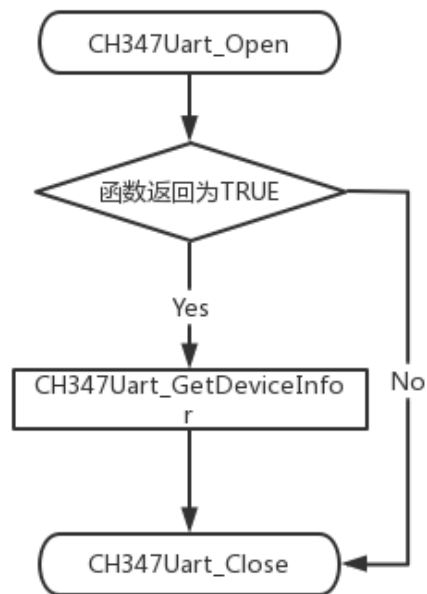 CH347Uart_Open
函数返回为TRUE
Yes
CH347Uart_GetDeviceInfo
r
No
CH347Uart_Close